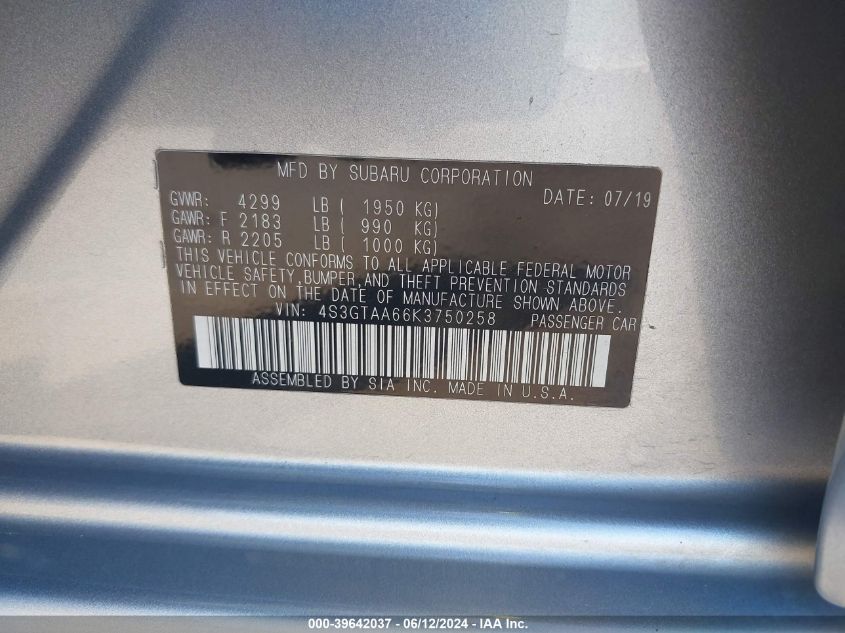 MFD BY SUBARU CORPORATION
DATE: 07/19
GVWR: 4299 LB ( 1950 KG)
GAWR: F 2183 LB ( 990 KG)
GAWR: R 2205 LB ( 1000 KG)
THIS VEHICLE CONFORMS TO ALL APPLICABLE FEDERAL MOTOR
VEHICLE SAFETY, BUMPER, AND THEFT PREVENTION STANDARDS
IN EFFECT ON THE DATE OF MANUFACTURE SHOWN ABOVE.
VIN: 4S3GTAA66K3750258 PASSENGER CAR
ASSEMBLED BY SIA INC. MADE IN U.S.A.
000-39642037 - 06/12/2024 - IAA Inc.